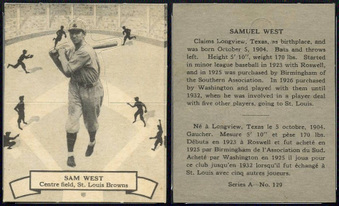 SAM WEST
Centre field, St. Louis Browns
SAMUEL WEST
Claims Longview, Texas, as birthplace, and
was born October 5, 1904. Bats and throws
left. Height 5' 10", weight 170 lbs. Started
in minor league baseball in 1923 with Roswell,
and in 1925 was purchased by Birmingham of
the Southern Association. In 1926 purchased
by Washington and played with them until
1932, when he was involved in a player deal
with five other players, going to St. Louis.
Né à Longview, Texas le 5 octobre, 1904.
Gaucher. Mesure 5' 10" et pèse 170 lbs.
Débuta en 1923 à Roswell et fut acheté en
1925 par Birmingham de l'Association du Sud.
Acheté par Washington en 1925 il joua pour
ce club jusqu'en 1932 lorsqu'il fut échangé à
St. Louis avec cinq autres joueurs.
Series A—No. 119